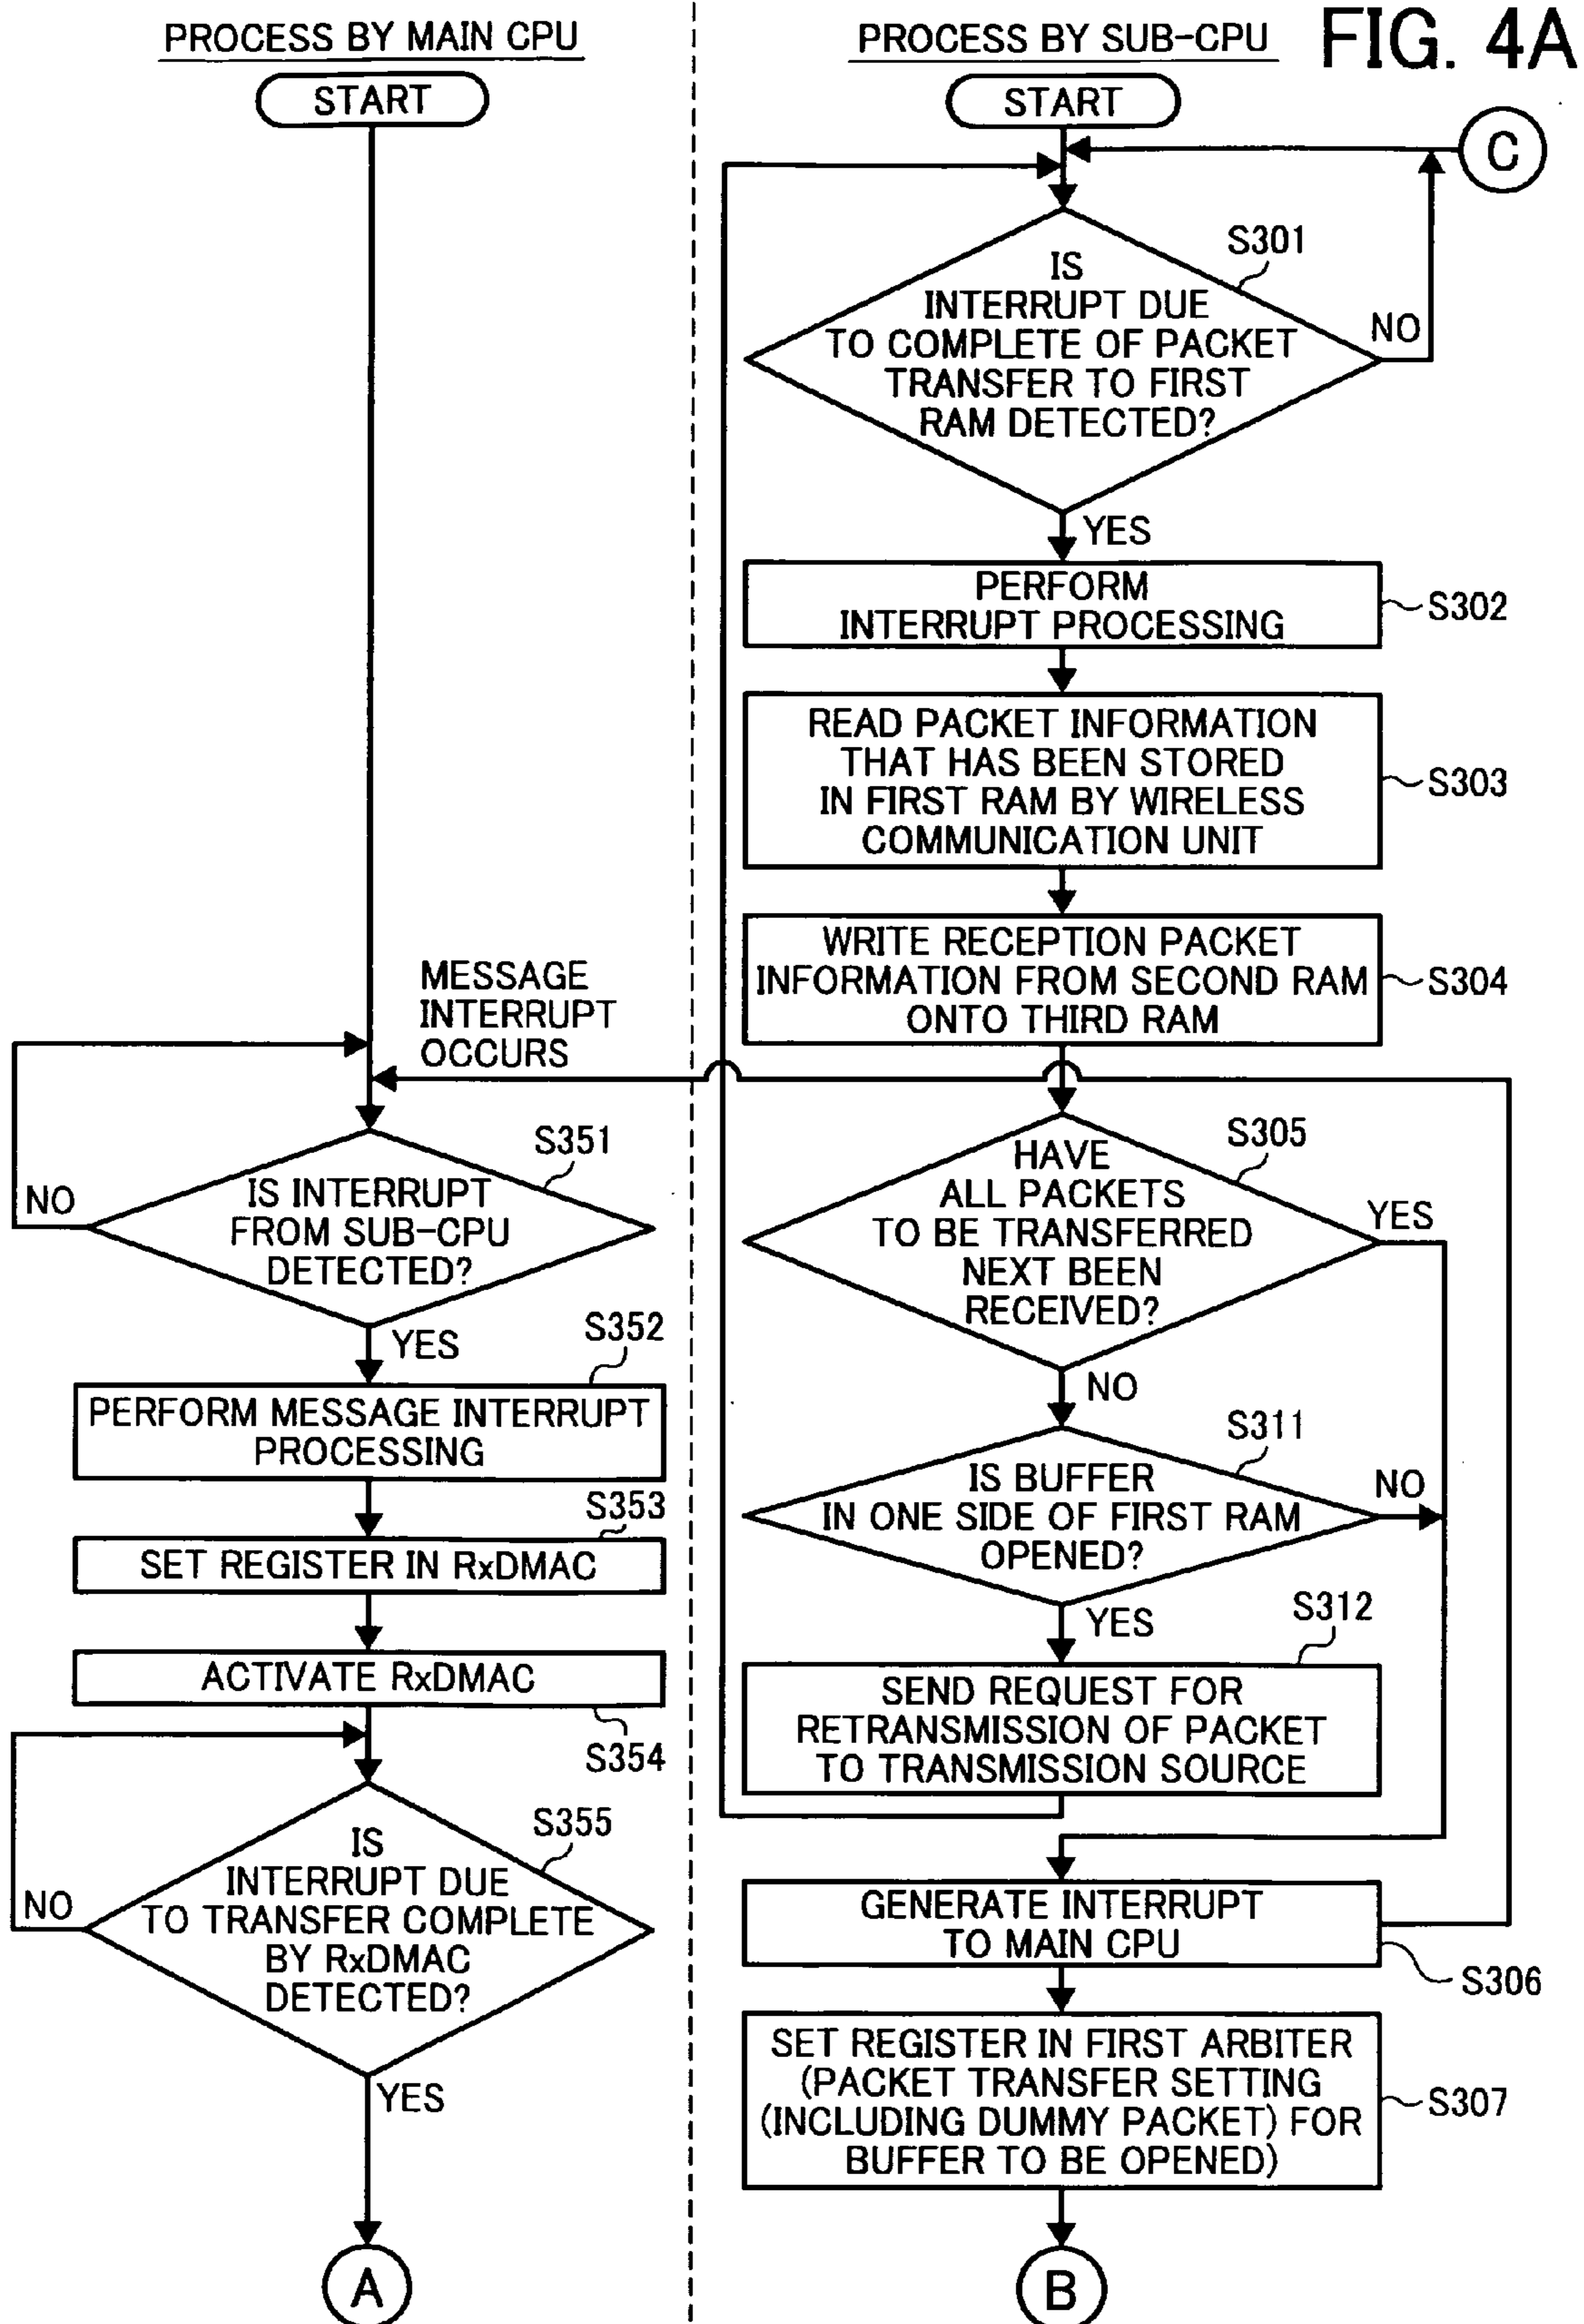 FIG. 4A
PROCESS BY MAIN CPU
START
MESSAGE
INTERRUPT
OCCURS
S351
IS INTERRUPT
FROM SUB-CPU
DETECTED?
NO
YES
S352
PERFORM MESSAGE INTERRUPT
PROCESSING
S353
SET REGISTER IN RxDMAC
ACTIVATE RxDMAC
S354
S355
IS
INTERRUPT DUE
TO TRANSFER COMPLETE
BY RxDMAC
DETECTED?
NO
YES
A
PROCESS BY SUB-CPU
START
C
S301
IS
INTERRUPT DUE
TO COMPLETE OF PACKET
TRANSFER TO FIRST
RAM DETECTED?
NO
YES
PERFORM
INTERRUPT PROCESSING
S302
READ PACKET INFORMATION
THAT HAS BEEN STORED
IN FIRST RAM BY WIRELESS
COMMUNICATION UNIT
S303
WRITE RECEPTION PACKET
INFORMATION FROM SECOND RAM
ONTO THIRD RAM
S304
S305
HAVE
ALL PACKETS
TO BE TRANSFERRED
NEXT BEEN
RECEIVED?
YES
NO
S311
IS BUFFER
IN ONE SIDE OF FIRST RAM
OPENED?
NO
YES
S312
SEND REQUEST FOR
RETRANSMISSION OF PACKET
TO TRANSMISSION SOURCE
GENERATE INTERRUPT
TO MAIN CPU
S306
SET REGISTER IN FIRST ARBITER
(PACKET TRANSFER SETTING
(INCLUDING DUMMY PACKET) FOR
BUFFER TO BE OPENED)
S307
B